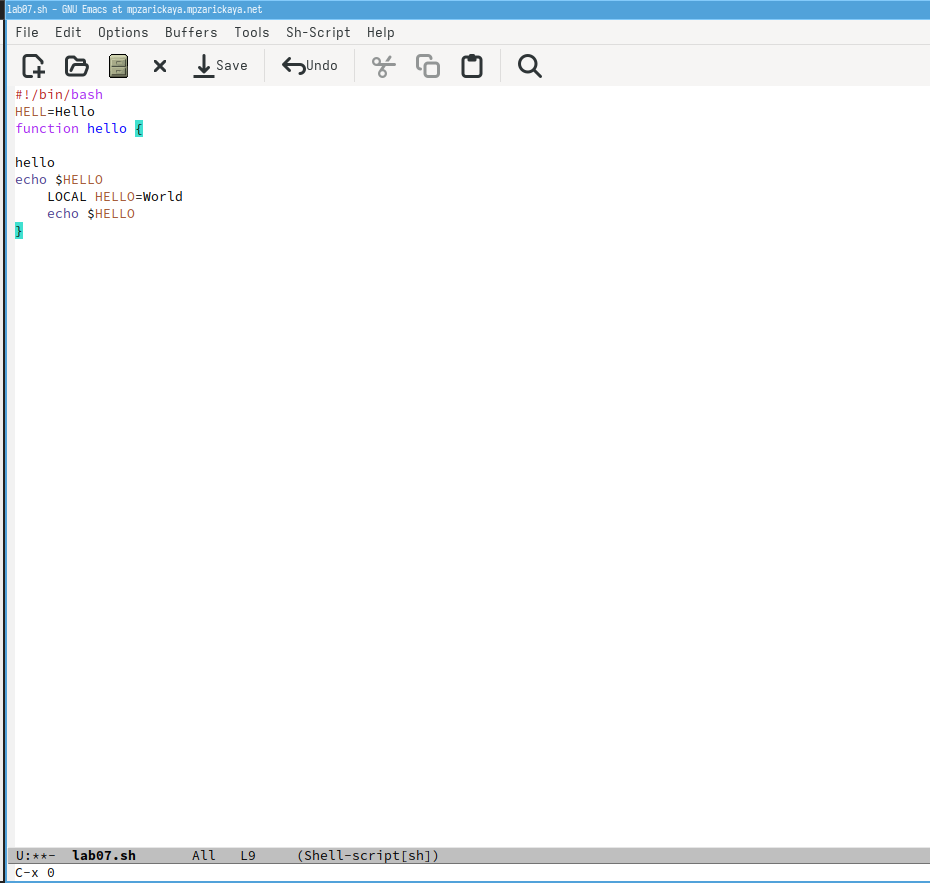 lab07.sh - GNU Emacs at mpzarickaya.mpzarickaya.net
File Edit Options Buffers Tools Sh-Script Help
Save Undo
#!/bin/bash
HELL=Hello
function hello {
hello
echo $HELLO
LOCAL HELLO=World
echo $HELLO
}
U:**- lab07.sh All L9 (Shell-script[sh])
C-x 0